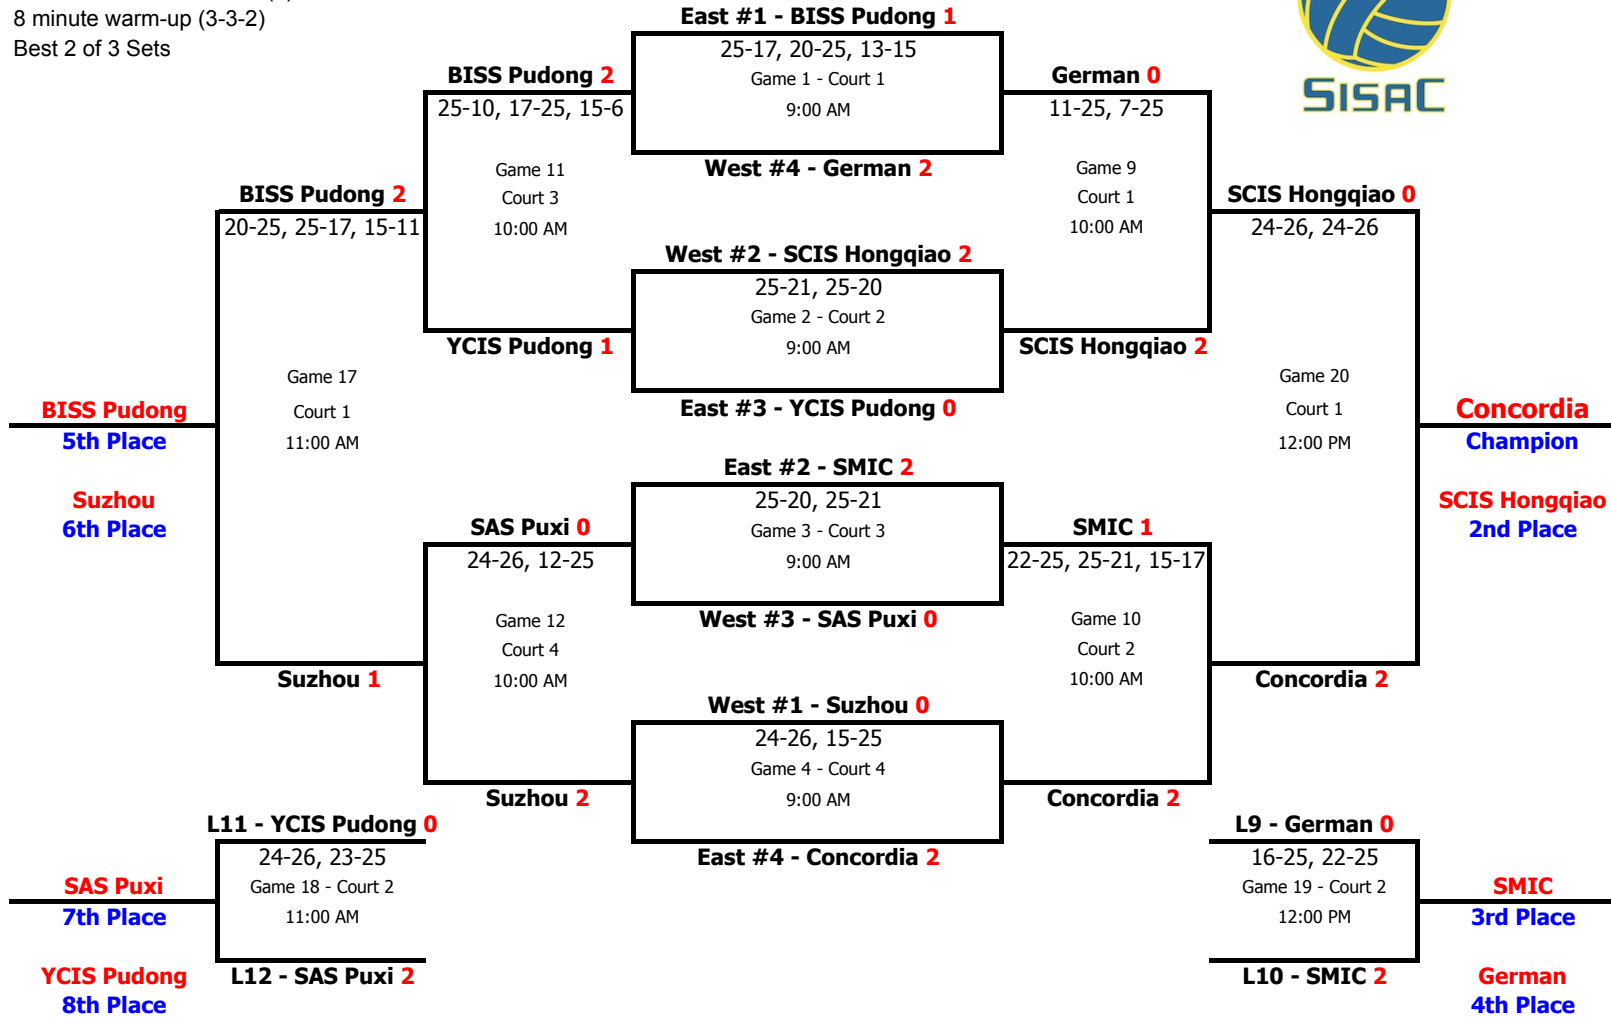 8 minute warm-up (3-3-2)
Best 2 of 3 Sets
SISAC
East #1 - BISS Pudong 1
25-17, 20-25, 13-15
Game 1 - Court 1
9:00 AM
West #4 - German 2
BISS Pudong 2
25-10, 17-25, 15-6
Game 11
Court 3
10:00 AM
YCIS Pudong 1
German 0
11-25, 7-25
Game 9
Court 1
10:00 AM
SCIS Hongqiao 2
BISS Pudong 2
20-25, 25-17, 15-11
Game 17
Court 1
11:00 AM
Suzhou 1
SCIS Hongqiao 0
24-26, 24-26
Game 20
Court 1
12:00 PM
Concordia 2
West #2 - SCIS Hongqiao 2
25-21, 25-20
Game 2 - Court 2
9:00 AM
East #3 - YCIS Pudong 0
BISS Pudong
5th Place
Suzhou
6th Place
Concordia
Champion
SCIS Hongqiao
2nd Place
East #2 - SMIC 2
25-20, 25-21
Game 3 - Court 3
9:00 AM
West #3 - SAS Puxi 0
SAS Puxi 0
24-26, 12-25
Game 12
Court 4
10:00 AM
Suzhou 2
SMIC 1
22-25, 25-21, 15-17
Game 10
Court 2
10:00 AM
Concordia 2
West #1 - Suzhou 0
24-26, 15-25
Game 4 - Court 4
9:00 AM
East #4 - Concordia 2
L11 - YCIS Pudong 0
24-26, 23-25
Game 18 - Court 2
11:00 AM
L12 - SAS Puxi 2
SAS Puxi
7th Place
YCIS Pudong
8th Place
L9 - German 0
16-25, 22-25
Game 19 - Court 2
12:00 PM
L10 - SMIC 2
SMIC
3rd Place
German
4th Place